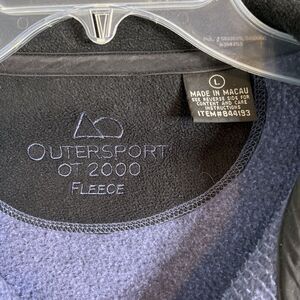 L
MADE IN MACAU
SEE REVERSE SIDE FOR
CONTENT AND CARE
INSTRUCTIONS
ITEM#844193
OUTERSPORT
OT 2000
FLEECE